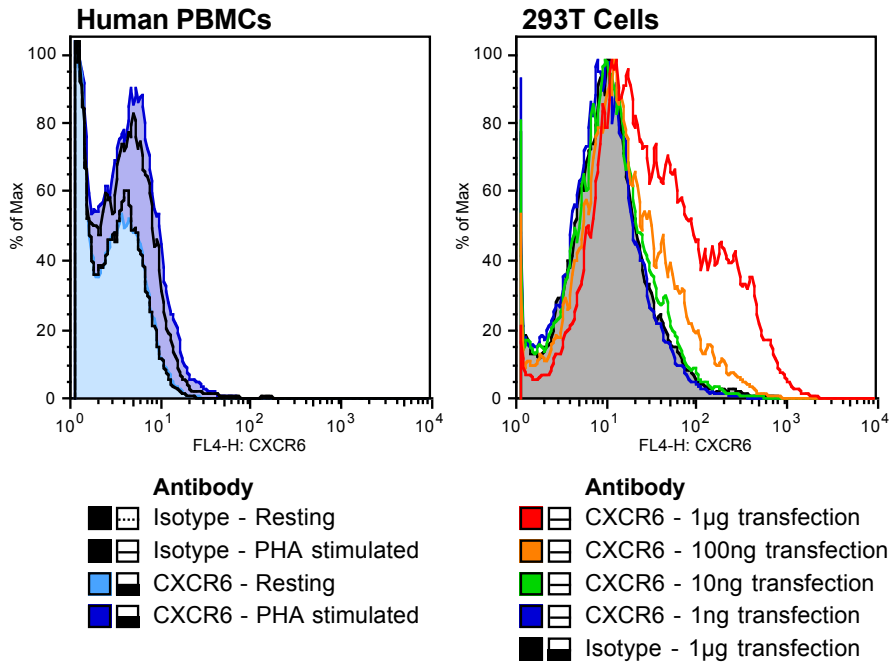 Human PBMCs
% of Max
100
80
60
40
20
0
10^0 10^1 10^2 10^3 10^4
FL4-H: CXCR6
Antibody
Isotype - Resting
Isotype - PHA stimulated
CXCR6 - Resting
CXCR6 - PHA stimulated
293T Cells
% of Max
100
80
60
40
20
0
10^0 10^1 10^2 10^3 10^4
FL4-H: CXCR6
Antibody
CXCR6 - 1µg transfection
CXCR6 - 100ng transfection
CXCR6 - 10ng transfection
CXCR6 - 1ng transfection
Isotype - 1µg transfection